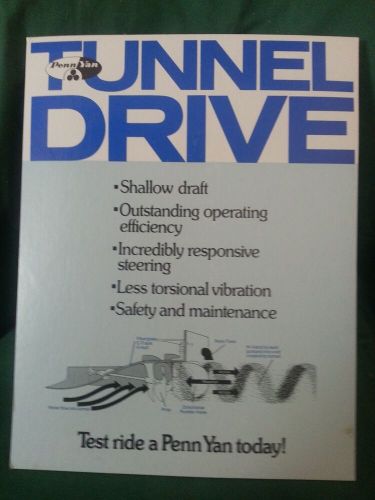 TUNNEL
Penn Yan
DRIVE
▪Shallow draft
▪Outstanding operating
efficiency
▪Incredibly responsive
steering
▪Less torsional vibration
▪Safety and maintenance
Prop
Test ride a Penn Yan today!